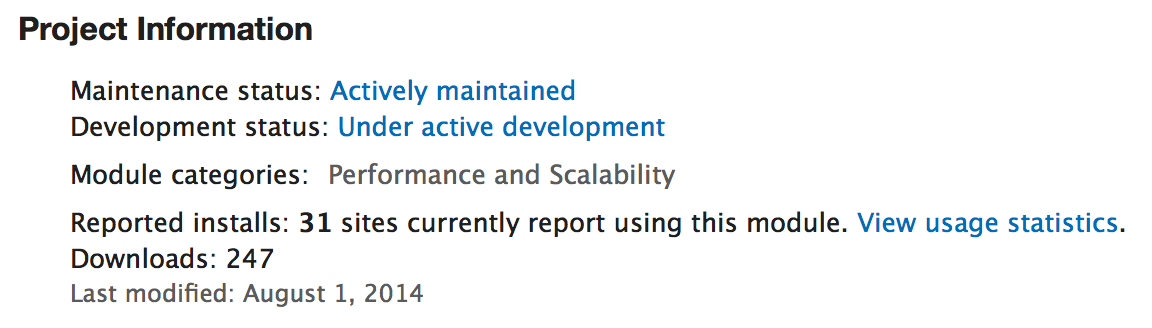 Project Information
Maintenance status: Actively maintained
Development status: Under active development
Module categories: Performance and Scalability
Reported installs: 31 sites currently report using this module. View usage statistics.
Downloads: 247
Last modified: August 1, 2014